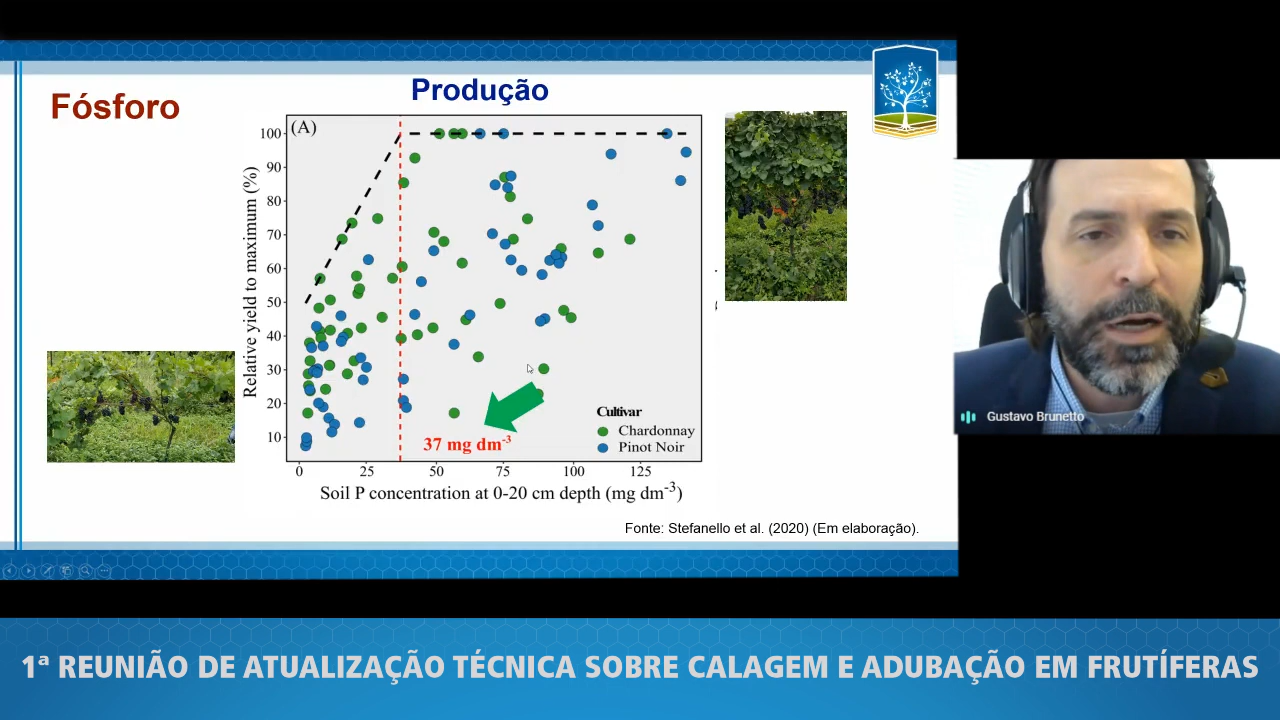 Fósforo
Produção
(A)
100
90
80
70
60
50
40
30
20
10
Relative yield to maximum (%)
Cultivar
Chardonnay
Pinot Noir
37 mg dm-3
0 25 50 75 100 125
Soil P concentration at 0-20 cm depth (mg dm-3)
Fonte: Stefanello et al. (2020) (Em elaboração).
Gustavo Brunetto
1ª REUNIÃO DE ATUALIZAÇÃO TÉCNICA SOBRE CALAGEM E ADUBAÇÃO EM FRUTÍFERAS